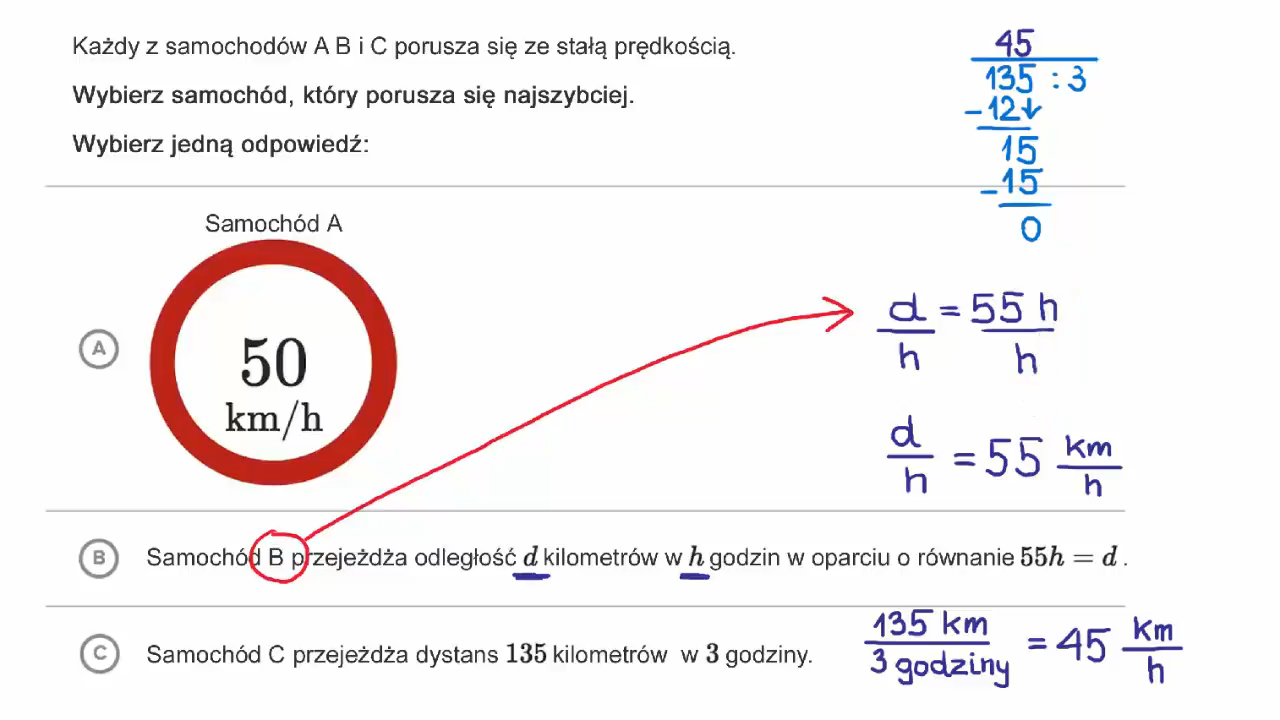 Każdy z samochodów A B i C porusza się ze stałą prędkością.
Wybierz samochód, który porusza się najszybciej.
Wybierz jedną odpowiedź:
45
135 : 3
-12↓
15
-15
0
Samochód A
A
50
km/h
d = 55 h
h h
d = 55 km
h h
B Samochód B przejeżdża odległość d kilometrów w h godzin w oparciu o równanie 55h = d .
C Samochód C przejeżdża dystans 135 kilometrów w 3 godziny.
135 km = 45 km
3 godziny h